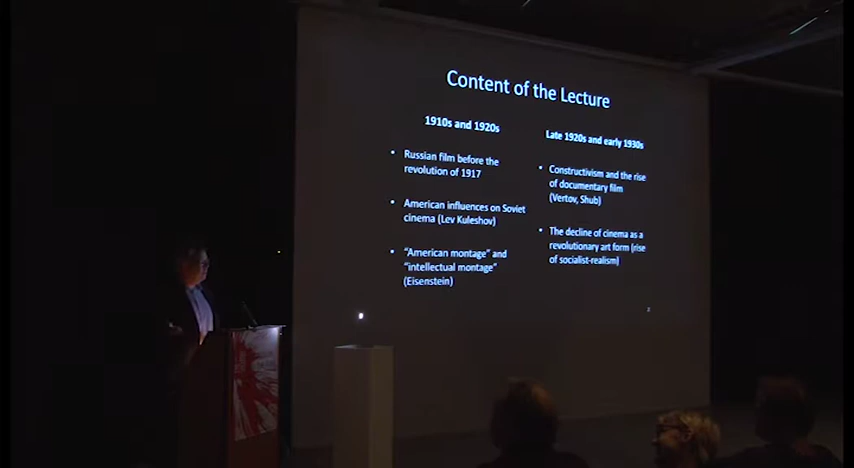 Content of the Lecture
1910s and 1920s
• Russian film before the
revolution of 1917
• American influences on Soviet
cinema (Lev Kuleshov)
• "American montage" and
"intellectual montage"
(Eisenstein)
Late 1920s and early 1930s
• Constructivism and the rise
of documentary film
(Vertov, Shub)
• The decline of cinema as a
revolutionary art form (rise
of socialist-realism)